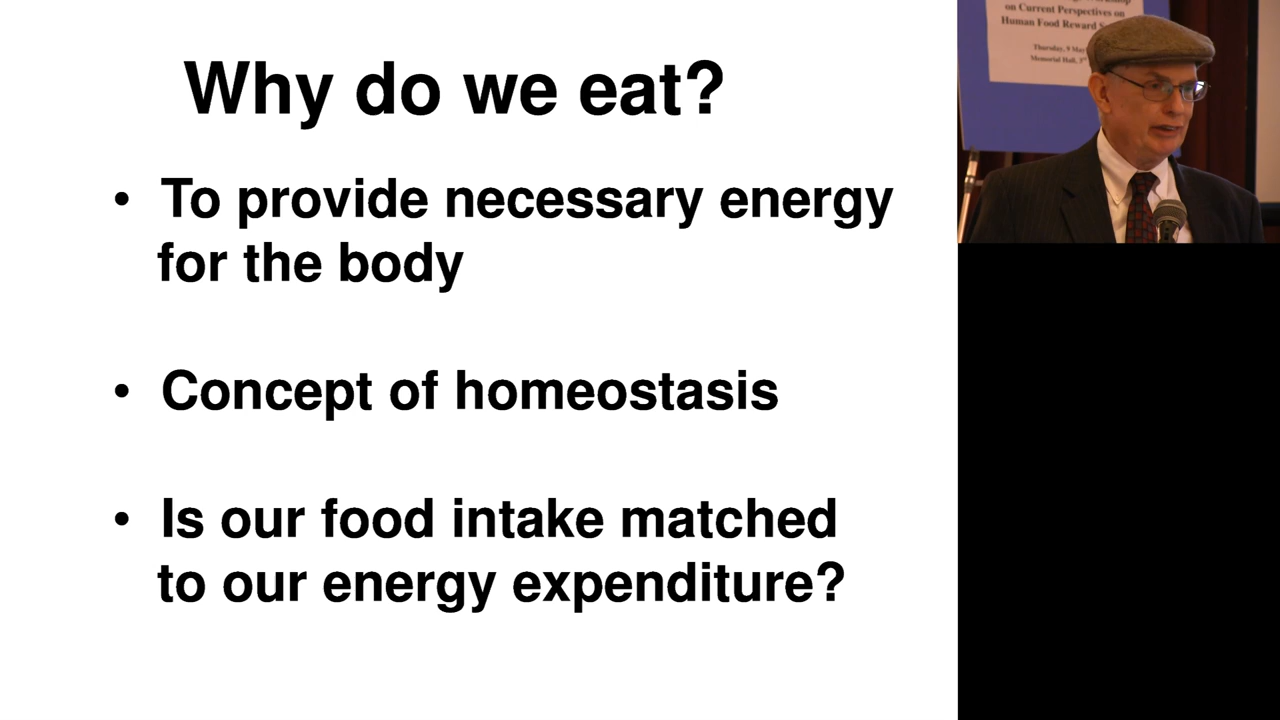 Why do we eat?
• To provide necessary energy
for the body
• Concept of homeostasis
• Is our food intake matched
to our energy expenditure?
on Current Perspectives on
Human Food Reward
Thursday, 9 May
Memorial Hall,